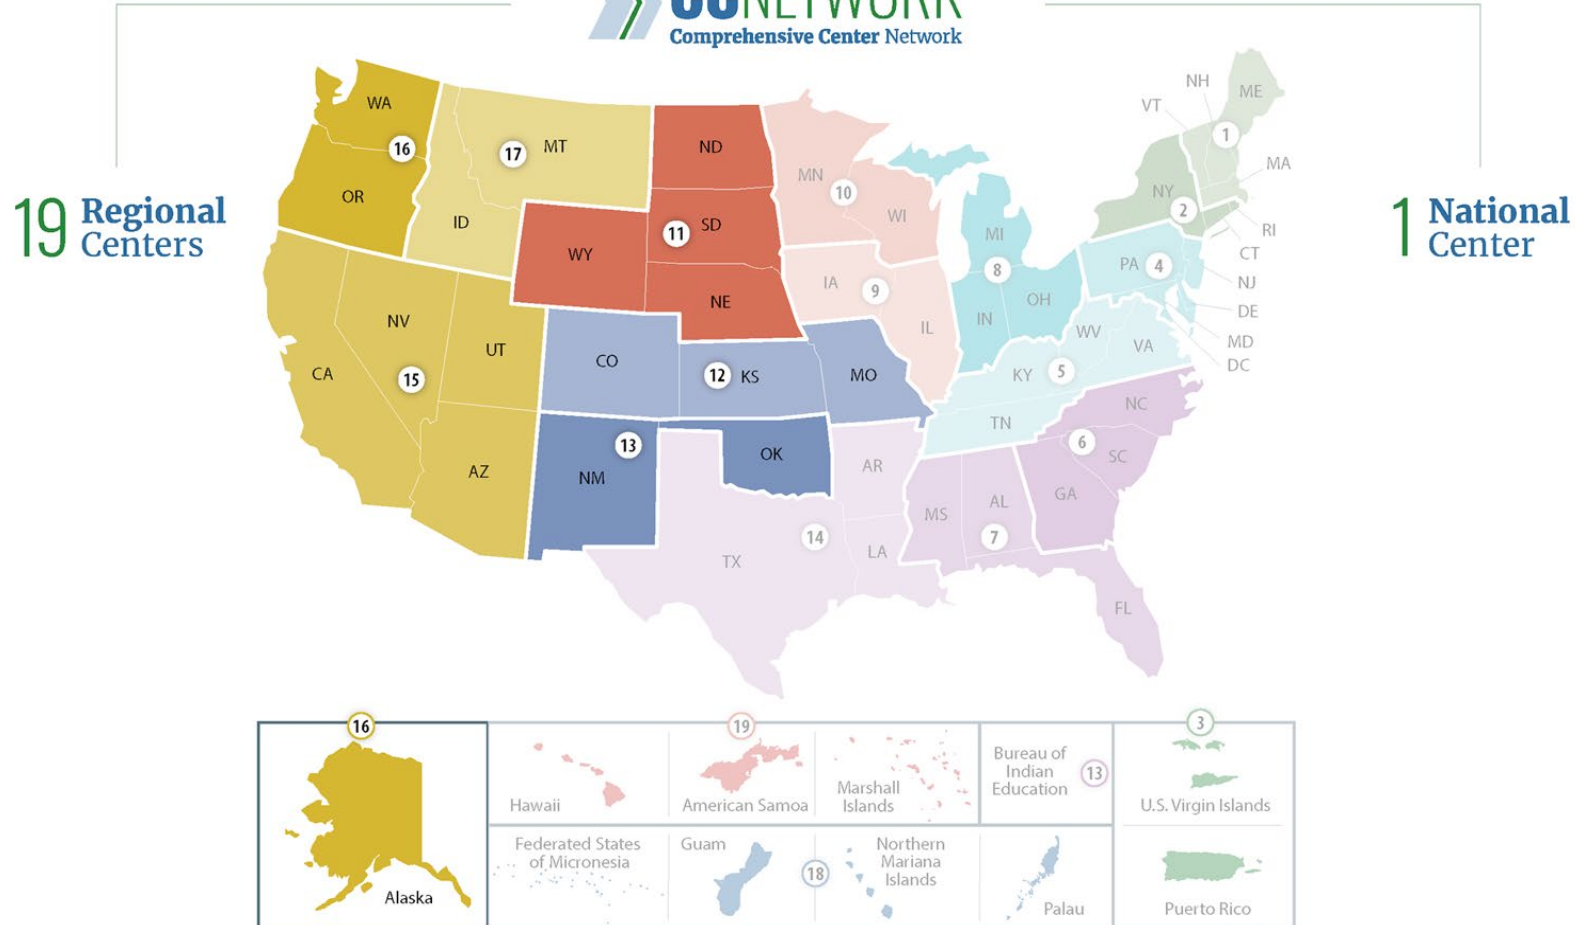 CCNETWORK
Comprehensive Center Network
19 Regional
Centers
1 National
Center
WA
16
OR
17
MT
ID
ND
11
SD
WY
NE
MN
10
WI
IA
9
IL
MI
8
IN
OH
NH
VT
ME
1
MA
NY
2
RI
CT
PA
4
NJ
DE
MD
DC
WV
VA
KY
5
TN
NC
6
SC
GA
MS
AL
7
FL
NV
UT
CA
15
AZ
CO
12
KS
MO
13
NM
OK
AR
14
TX
LA
16
Alaska
19
Hawaii
American Samoa
Marshall
Islands
Bureau of
Indian
Education
13
3
U.S. Virgin Islands
Federated States
of Micronesia
Guam
18
Northern
Mariana
Islands
Palau
Puerto Rico